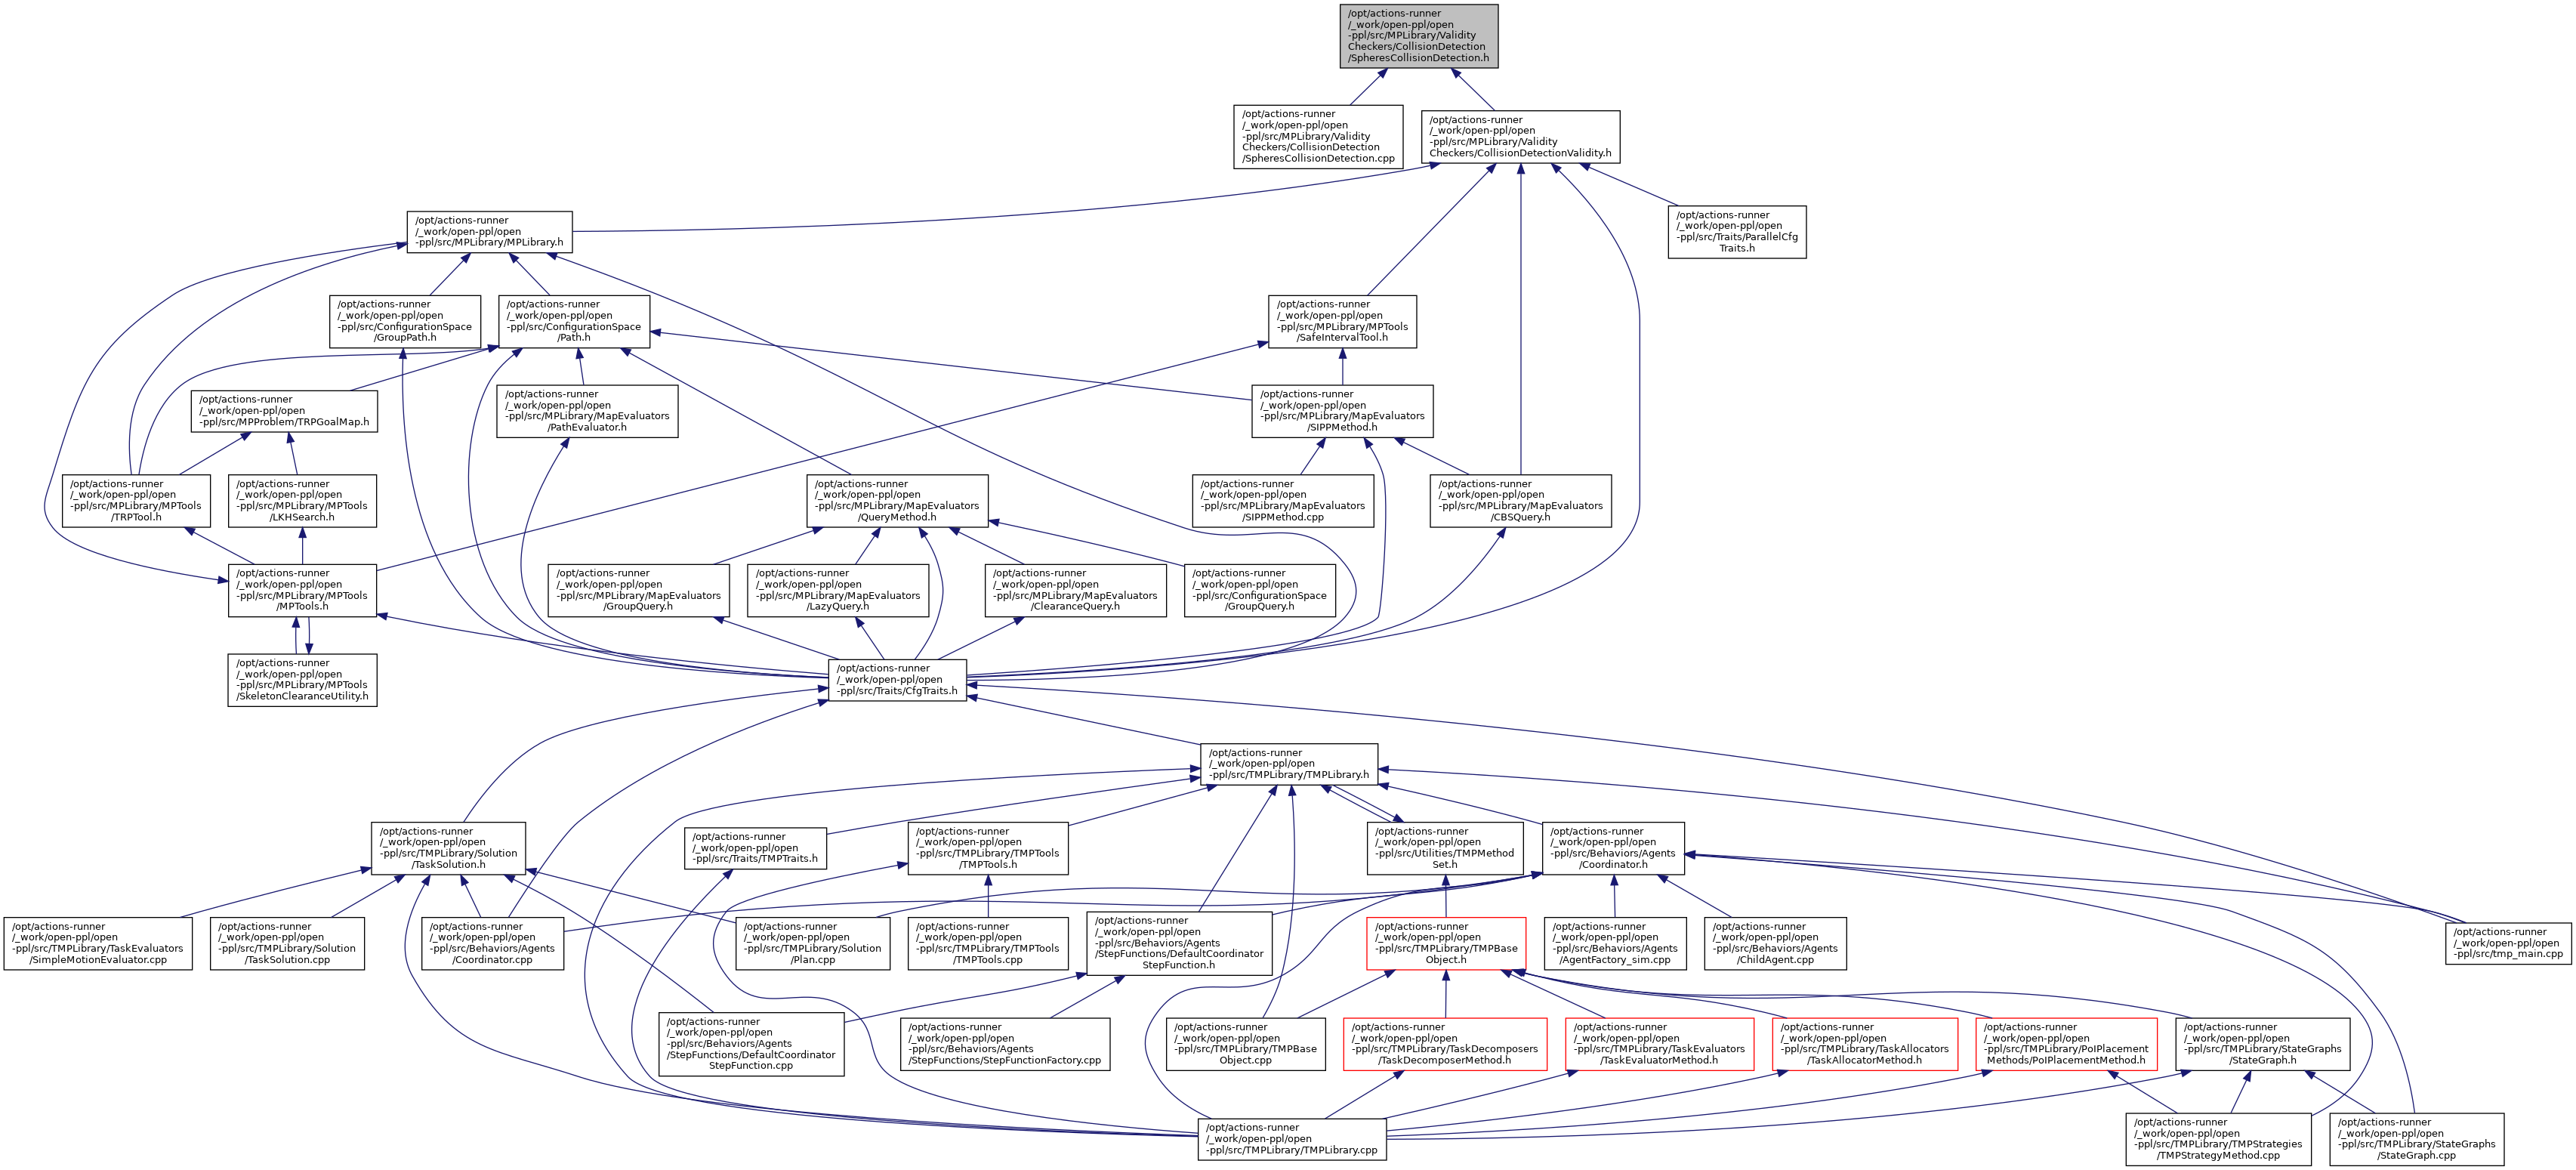 /opt/actions-runner
/_work/open-ppl/open
-ppl/src/MPLibrary/Validity
Checkers/CollisionDetection
/SpheresCollisionDetection.h
/opt/actions-runner
/_work/open-ppl/open
-ppl/src/MPLibrary/Validity
Checkers/CollisionDetection
/SpheresCollisionDetection.cpp
/opt/actions-runner
/_work/open-ppl/open
-ppl/src/MPLibrary/Validity
Checkers/CollisionDetectionValidity.h
/opt/actions-runner
/_work/open-ppl/open
-ppl/src/MPLibrary/MPLibrary.h
/opt/actions-runner
/_work/open-ppl/open
-ppl/src/Traits/ParallelCfg
Traits.h
/opt/actions-runner
/_work/open-ppl/open
-ppl/src/ConfigurationSpace
/GroupPath.h
/opt/actions-runner
/_work/open-ppl/open
-ppl/src/ConfigurationSpace
/Path.h
/opt/actions-runner
/_work/open-ppl/open
-ppl/src/MPLibrary/MPTools
/SafeIntervalTool.h
/opt/actions-runner
/_work/open-ppl/open
-ppl/src/MPProblem/TRPGoalMap.h
/opt/actions-runner
/_work/open-ppl/open
-ppl/src/MPLibrary/MapEvaluators
/PathEvaluator.h
/opt/actions-runner
/_work/open-ppl/open
-ppl/src/MPLibrary/MapEvaluators
/SIPPMethod.h
/opt/actions-runner
/_work/open-ppl/open
-ppl/src/MPLibrary/MPTools
/TRPTool.h
/opt/actions-runner
/_work/open-ppl/open
-ppl/src/MPLibrary/MPTools
/LKHSearch.h
/opt/actions-runner
/_work/open-ppl/open
-ppl/src/MPLibrary/MapEvaluators
/QueryMethod.h
/opt/actions-runner
/_work/open-ppl/open
-ppl/src/MPLibrary/MapEvaluators
/SIPPMethod.cpp
/opt/actions-runner
/_work/open-ppl/open
-ppl/src/MPLibrary/MapEvaluators
/CBSQuery.h
/opt/actions-runner
/_work/open-ppl/open
-ppl/src/MPLibrary/MPTools
/MPTools.h
/opt/actions-runner
/_work/open-ppl/open
-ppl/src/MPLibrary/MapEvaluators
/GroupQuery.h
/opt/actions-runner
/_work/open-ppl/open
-ppl/src/MPLibrary/MapEvaluators
/LazyQuery.h
/opt/actions-runner
/_work/open-ppl/open
-ppl/src/MPLibrary/MapEvaluators
/ClearanceQuery.h
/opt/actions-runner
/_work/open-ppl/open
-ppl/src/ConfigurationSpace
/GroupQuery.h
/opt/actions-runner
/_work/open-ppl/open
-ppl/src/MPLibrary/MPTools
/SkeletonClearanceUtility.h
/opt/actions-runner
/_work/open-ppl/open
-ppl/src/Traits/CfgTraits.h
/opt/actions-runner
/_work/open-ppl/open
-ppl/src/TMPLibrary/TMPLibrary.h
/opt/actions-runner
/_work/open-ppl/open
-ppl/src/TMPLibrary/Solution
/TaskSolution.h
/opt/actions-runner
/_work/open-ppl/open
-ppl/src/Traits/TMPTraits.h
/opt/actions-runner
/_work/open-ppl/open
-ppl/src/TMPLibrary/TMPTools
/TMPTools.h
/opt/actions-runner
/_work/open-ppl/open
-ppl/src/Utilities/TMPMethod
Set.h
/opt/actions-runner
/_work/open-ppl/open
-ppl/src/Behaviors/Agents
/Coordinator.h
/opt/actions-runner
/_work/open-ppl/open
-ppl/src/TMPLibrary/TaskEvaluators
/SimpleMotionEvaluator.cpp
/opt/actions-runner
/_work/open-ppl/open
-ppl/src/TMPLibrary/Solution
/TaskSolution.cpp
/opt/actions-runner
/_work/open-ppl/open
-ppl/src/Behaviors/Agents
/Coordinator.cpp
/opt/actions-runner
/_work/open-ppl/open
-ppl/src/TMPLibrary/Solution
/Plan.cpp
/opt/actions-runner
/_work/open-ppl/open
-ppl/src/TMPLibrary/TMPTools
/TMPTools.cpp
/opt/actions-runner
/_work/open-ppl/open
-ppl/src/Behaviors/Agents
/StepFunctions/DefaultCoordinator
StepFunction.h
/opt/actions-runner
/_work/open-ppl/open
-ppl/src/TMPLibrary/TMPBase
Object.h
/opt/actions-runner
/_work/open-ppl/open
-ppl/src/Behaviors/Agents
/AgentFactory_sim.cpp
/opt/actions-runner
/_work/open-ppl/open
-ppl/src/Behaviors/Agents
/ChildAgent.cpp
/opt/actions-runner
/_work/open-ppl/open
-ppl/src/tmp_main.cpp
/opt/actions-runner
/_work/open-ppl/open
-ppl/src/Behaviors/Agents
/StepFunctions/DefaultCoordinator
StepFunction.cpp
/opt/actions-runner
/_work/open-ppl/open
-ppl/src/Behaviors/Agents
/StepFunctions/StepFunctionFactory.cpp
/opt/actions-runner
/_work/open-ppl/open
-ppl/src/TMPLibrary/TMPBase
Object.cpp
/opt/actions-runner
/_work/open-ppl/open
-ppl/src/TMPLibrary/TaskDecomposers
/TaskDecomposerMethod.h
/opt/actions-runner
/_work/open-ppl/open
-ppl/src/TMPLibrary/TaskEvaluators
/TaskEvaluatorMethod.h
/opt/actions-runner
/_work/open-ppl/open
-ppl/src/TMPLibrary/TaskAllocators
/TaskAllocatorMethod.h
/opt/actions-runner
/_work/open-ppl/open
-ppl/src/TMPLibrary/PoIPlacement
Methods/PoIPlacementMethod.h
/opt/actions-runner
/_work/open-ppl/open
-ppl/src/TMPLibrary/StateGraphs
/StateGraph.h
/opt/actions-runner
/_work/open-ppl/open
-ppl/src/TMPLibrary/TMPLibrary.cpp
/opt/actions-runner
/_work/open-ppl/open
-ppl/src/TMPLibrary/TMPStrategies
/TMPStrategyMethod.cpp
/opt/actions-runner
/_work/open-ppl/open
-ppl/src/TMPLibrary/StateGraphs
/StateGraph.cpp